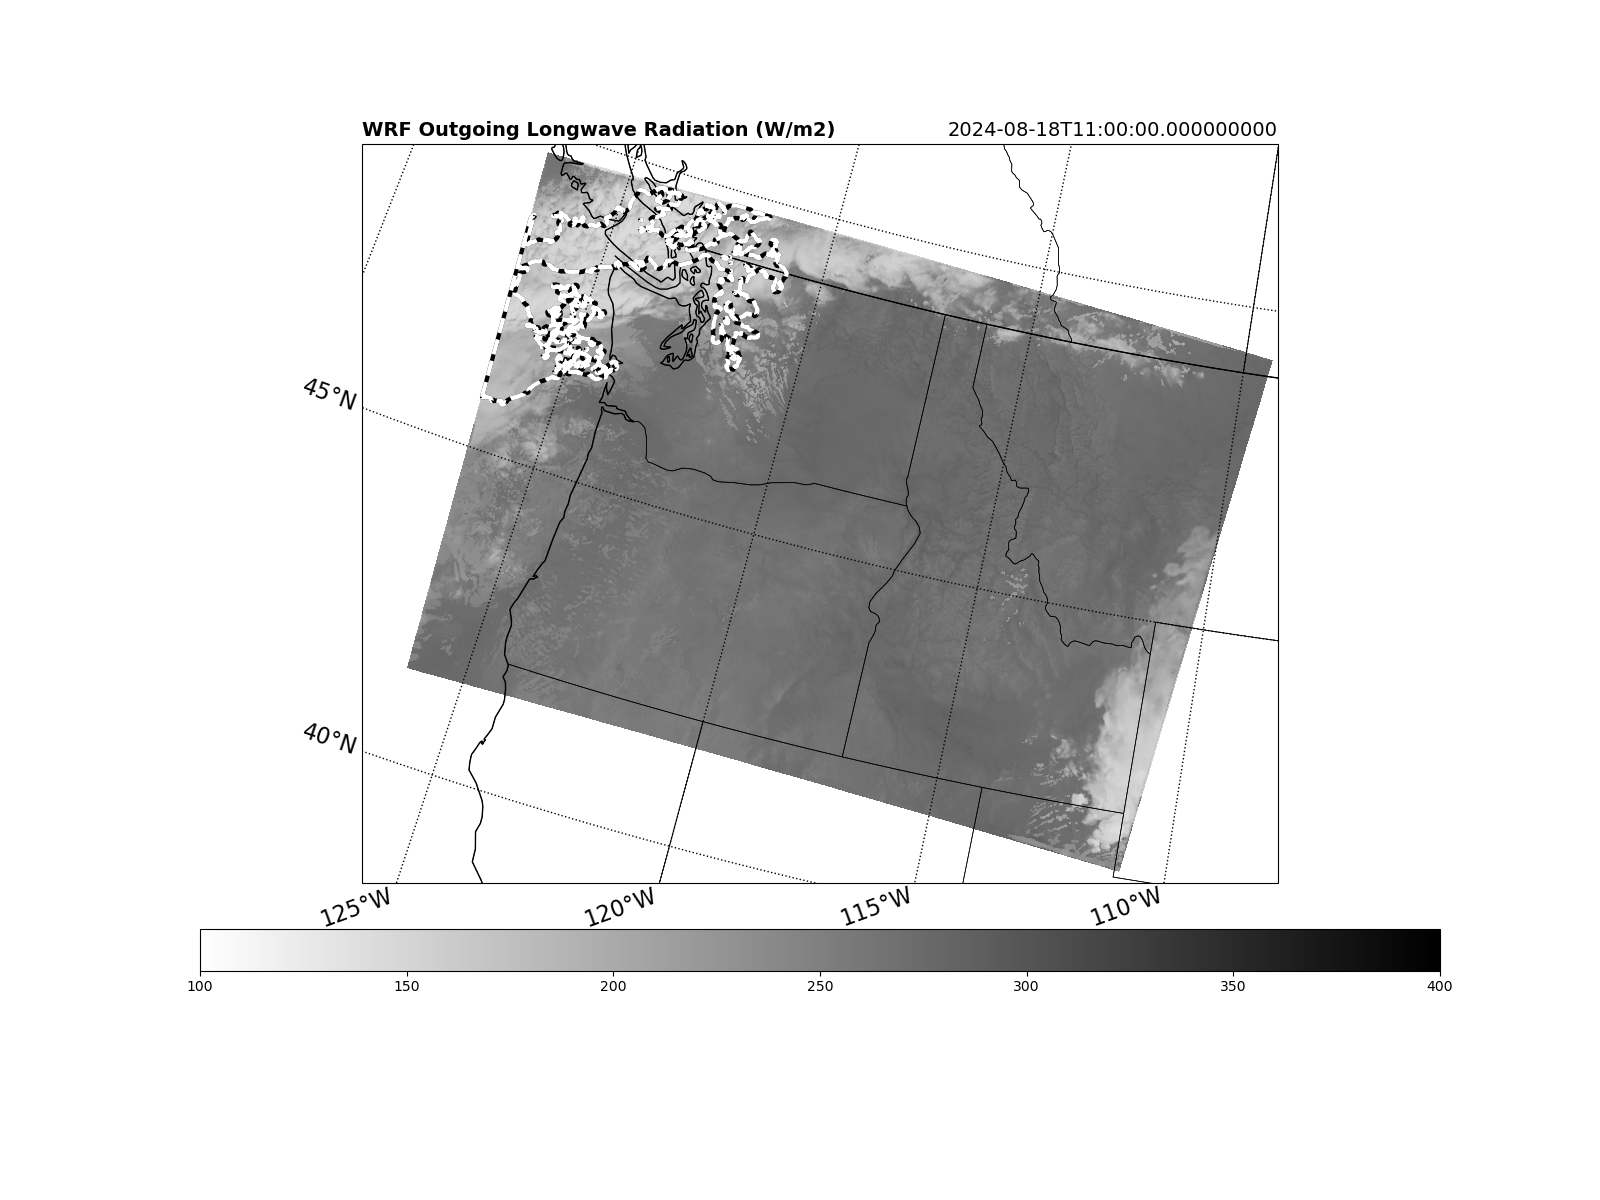 WRF Outgoing Longwave Radiation (W/m2) 2024-08-18T11:00:00.000000000
45°N
40°N
125°W 120°W 115°W 110°W
100 150 200 250 300 350 400